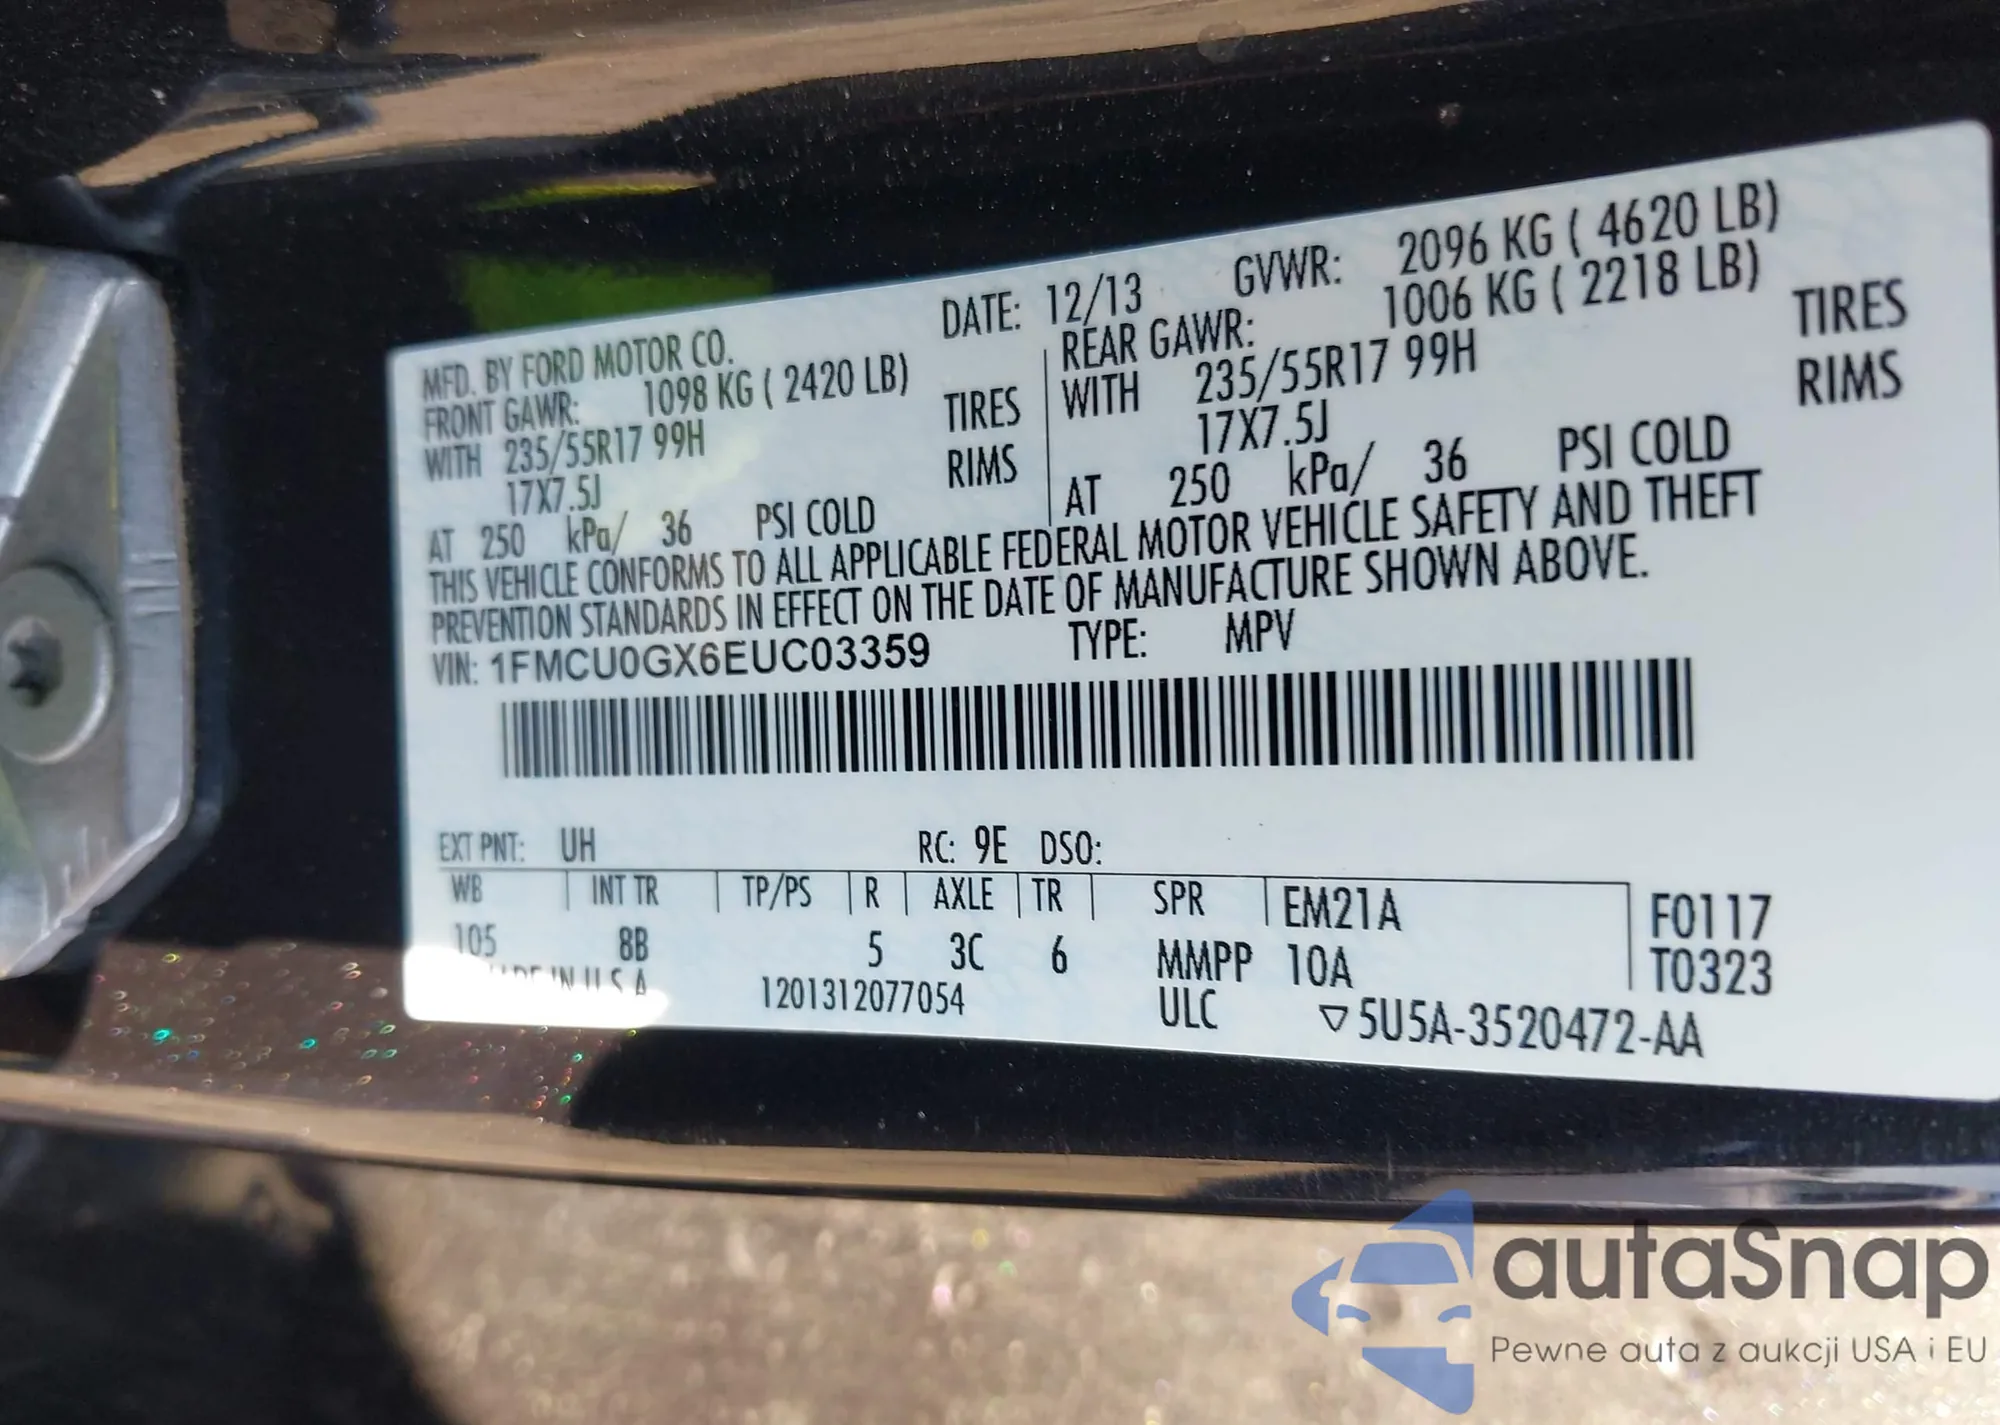 MFD. BY FORD MOTOR CO.
DATE: 12/13
GVWR: 2096 KG ( 4620 LB)
FRONT GAWR: 1098 KG ( 2420 LB)
REAR GAWR: 1006 KG ( 2218 LB)
WITH 235/55R17 99H TIRES
WITH 235/55R17 99H TIRES
17X7.5J RIMS
17X7.5J RIMS
AT 250 kPa/ 36 PSI COLD
AT 250 kPa/ 36 PSI COLD
THIS VEHICLE CONFORMS TO ALL APPLICABLE FEDERAL MOTOR VEHICLE SAFETY AND THEFT
PREVENTION STANDARDS IN EFFECT ON THE DATE OF MANUFACTURE SHOWN ABOVE.
VIN: 1FMCU0GX6EUC03359 TYPE: MPV
EXT PNT: UH RC: 9E DSO:
WB INT TR TP/PS R AXLE TR SPR EM21A F0117
105 8B 5 3C 6 MMPP 10A T0323
IN U.S.A 1201312077054 ULC ▽5U5A-3520472-AA
autaSnap
Pewne auta z aukcji USA i EU